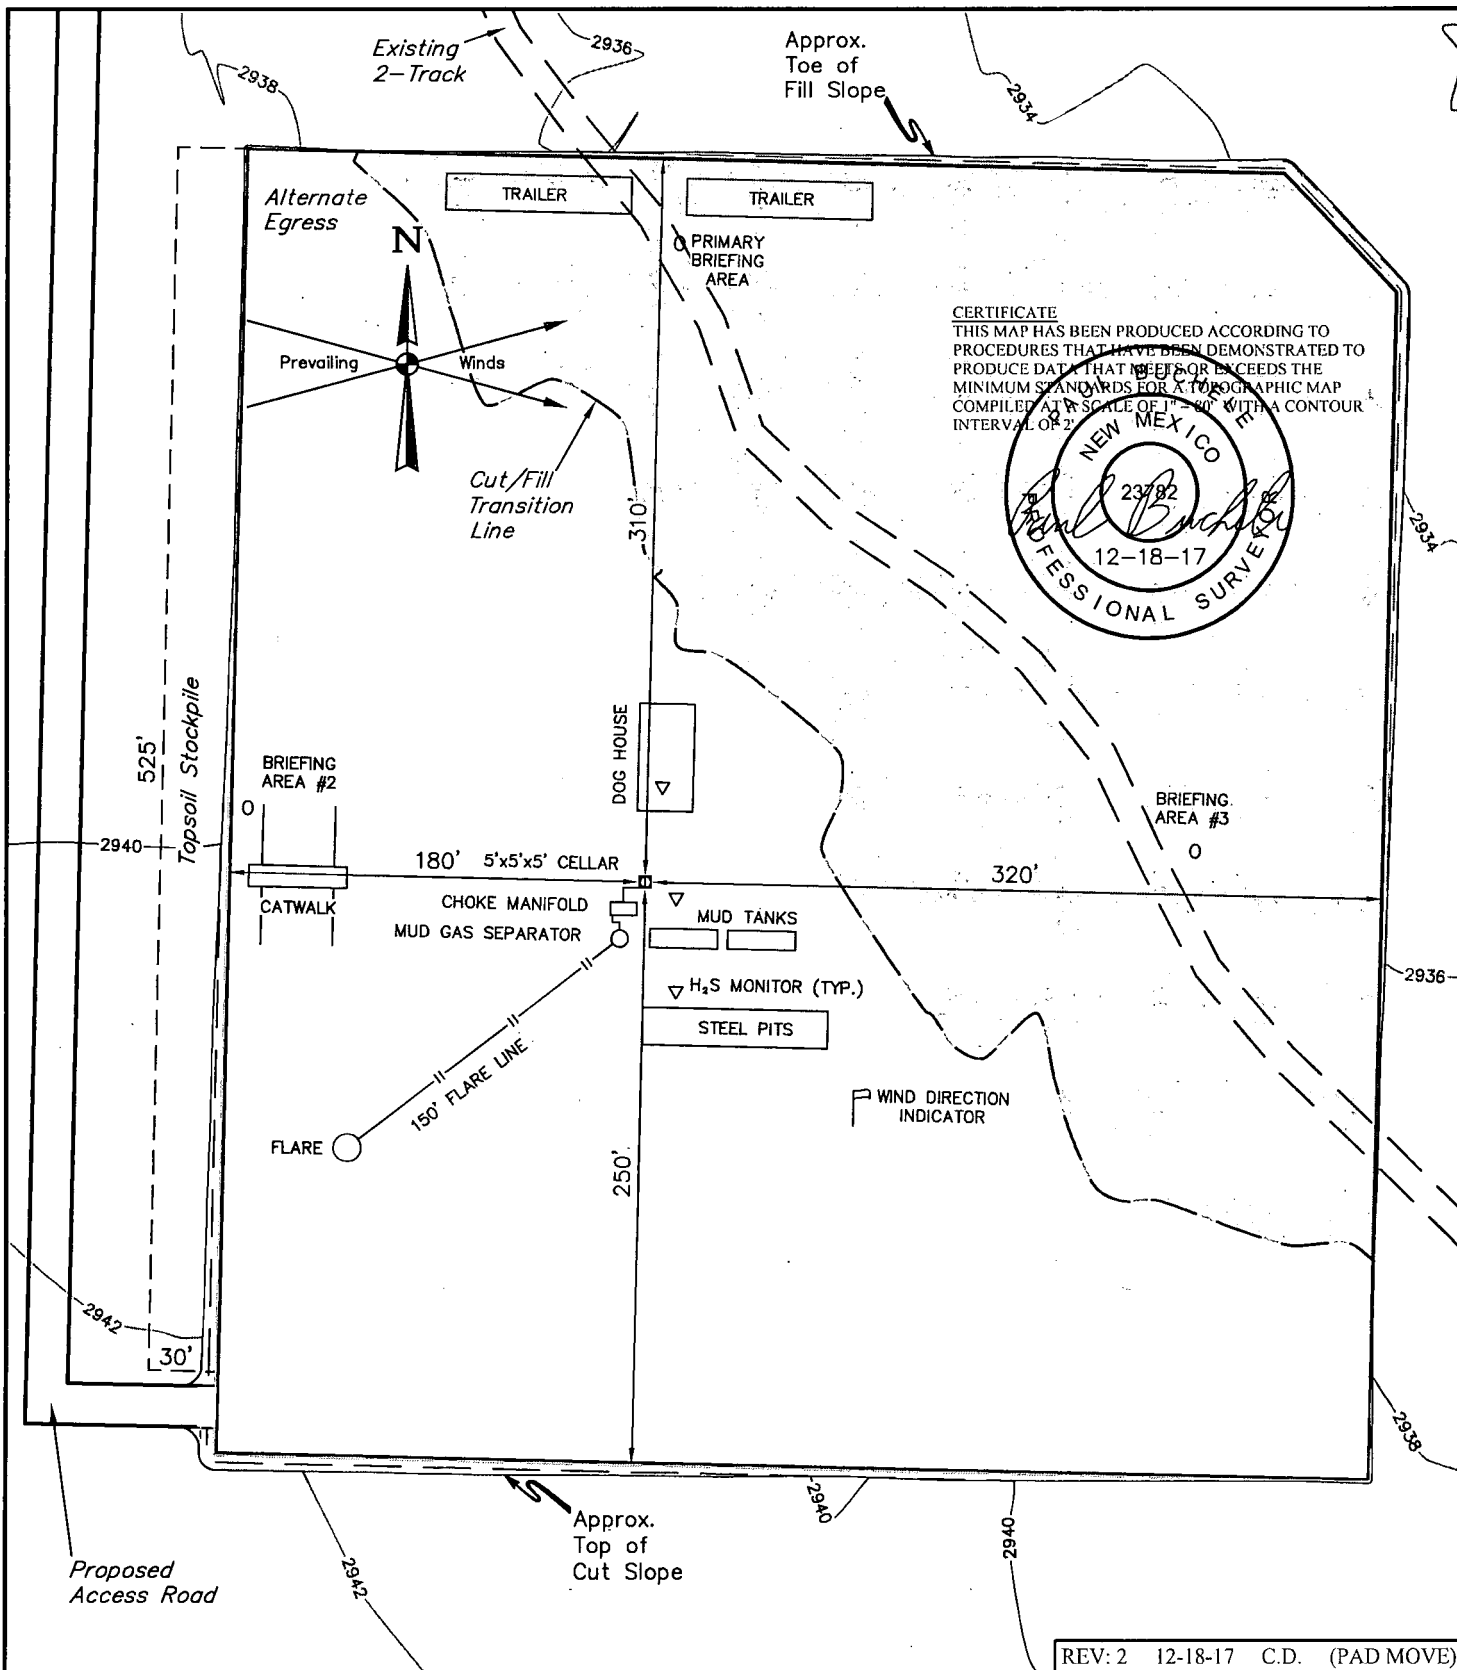 Existing
2-Track
2936
Approx.
Toe of
Fill Slope
2938
2934
Alternate
Egress
TRAILER
TRAILER
N
PRIMARY
BRIEFING
AREA
Prevailing
Winds
CERTIFICATE
THIS MAP HAS BEEN PRODUCED ACCORDING TO
PROCEDURES THAT HAVE BEEN DEMONSTRATED TO
PRODUCE DATA THAT MEETS OR EXCEEDS THE
MINIMUM STANDARDS FOR A TOPOGRAPHIC MAP
COMPILED AT A SCALE OF 1" = 80' WITH A CONTOUR
INTERVAL OF 2'
PAUL BUCHELE
NEW MEXICO
23782
Paul Buchele
12-18-17
PROFESSIONAL SURVEYOR
Cut/Fill
Transition
Line
310'
2934
525'
Topsoil Stockpile
DOG HOUSE
BRIEFING
AREA #2
BRIEFING
AREA #3
2940
180'
5'x5'x5' CELLAR
320'
CATWALK
CHOKE MANIFOLD
MUD GAS SEPARATOR
MUD TANKS
2936
H₂S MONITOR (TYP.)
STEEL PITS
150' FLARE LINE
WIND DIRECTION
INDICATOR
FLARE
250'
2942
30'
2938
2940
2940
Approx.
Top of
Cut Slope
2942
Proposed
Access Road
REV: 2 12-18-17 C.D. (PAD MOVE)